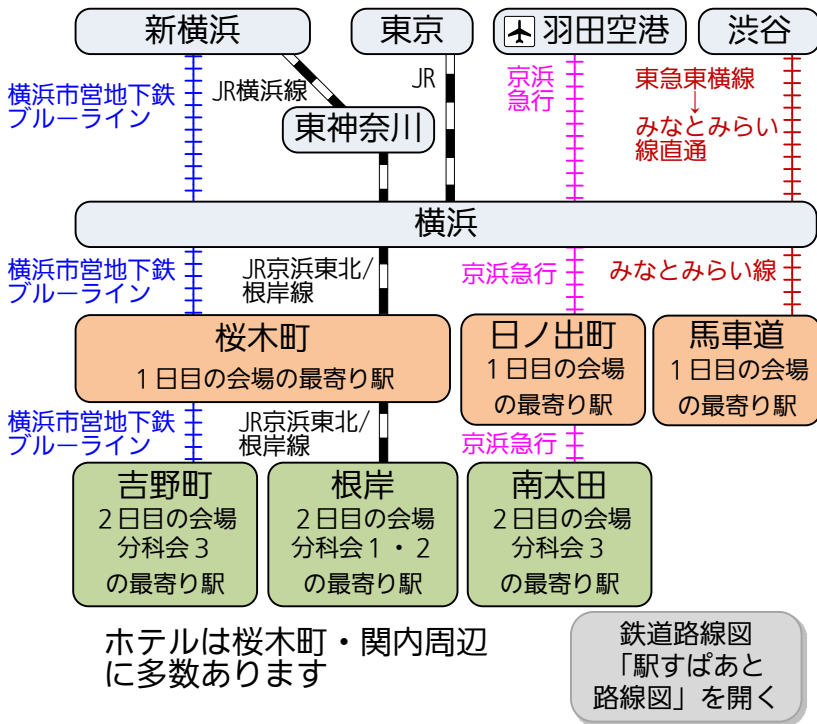 新横浜
東京
羽田空港
渋谷
横浜市営地下鉄
ブルーライン
JR横浜線
JR
京浜
急行
東急東横線
↓
みなとみらい
線直通
東神奈川
横浜
横浜市営地下鉄
ブルーライン
JR京浜東北/
根岸線
京浜急行
みなとみらい線
桜木町
1日目の会場の最寄り駅
日ノ出町
1日目の会場
の最寄り駅
馬車道
1日目の会場
の最寄り駅
横浜市営地下鉄
ブルーライン
JR京浜東北/
根岸線
京浜急行
吉野町
2日目の会場
分科会3
の最寄り駅
根岸
2日目の会場
分科会1・2
の最寄り駅
南太田
2日目の会場
分科会3
の最寄り駅
ホテルは桜木町・関内周辺
に多数あります
鉄道路線図
「駅すぱあと
路線図」を開く